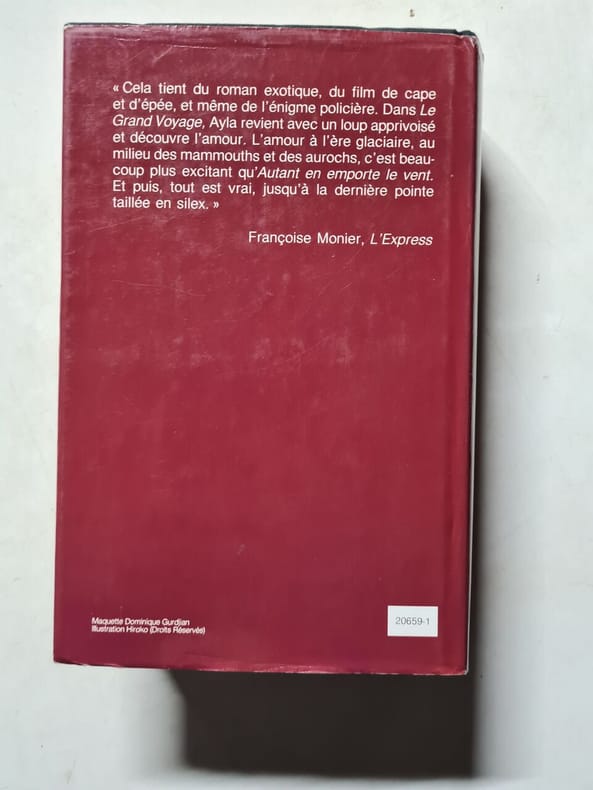 « Cela tient du roman exotique, du film de cape
et d'épée, et même de l'énigme policière. Dans Le
Grand Voyage, Ayla revient avec un loup apprivoisé
et découvre l'amour. L'amour à l'ère glaciaire, au
milieu des mammouths et des aurochs, c'est beau-
coup plus excitant qu'Autant en emporte le vent.
Et puis, tout est vrai, jusqu'à la dernière pointe
taillée en silex. »
Françoise Monier, L'Express
Maquette Dominique Gurdjian
Illustration Hiroko (Droits Réservés)
20659-1